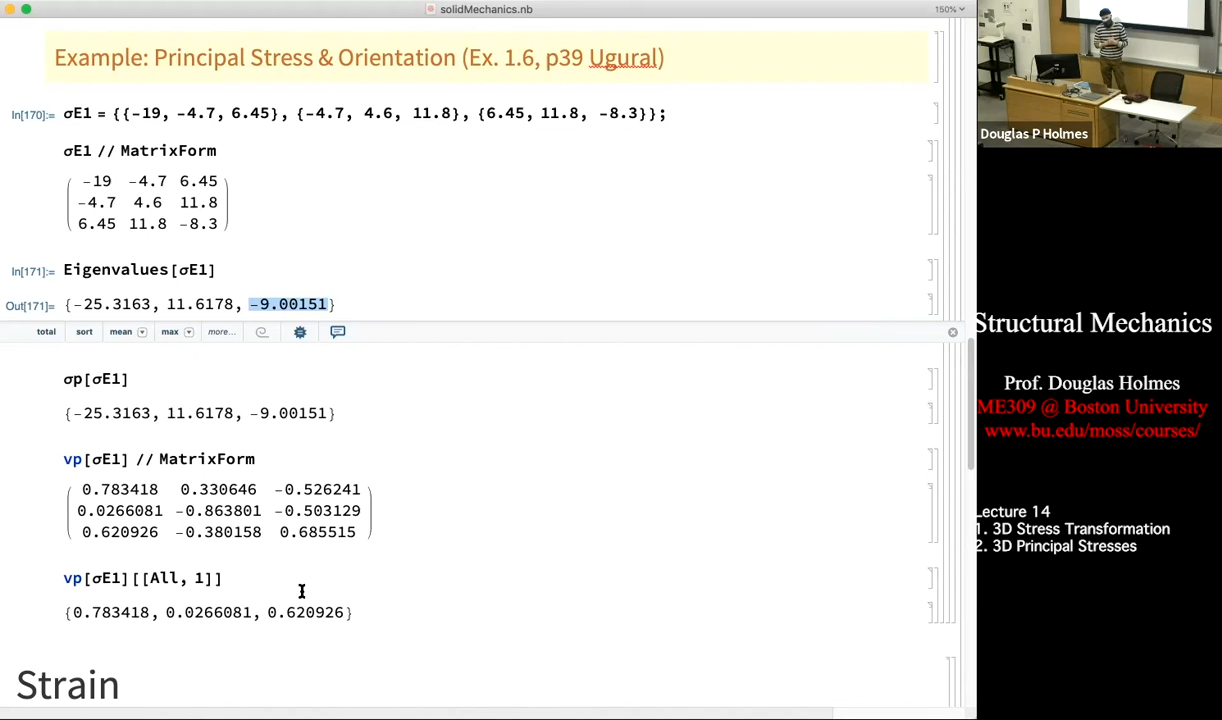 solidMechanics.nb
150%
Example: Principal Stress & Orientation (Ex. 1.6, p39 Ugural)
In[170]:= σE1 = {{-19, -4.7, 6.45}, {-4.7, 4.6, 11.8}, {6.45, 11.8, -8.3}};
σE1 // MatrixForm
-19 -4.7 6.45
-4.7 4.6 11.8
6.45 11.8 -8.3
In[171]:= Eigenvalues[σE1]
Out[171]= {-25.3163, 11.6178, -9.00151}
total sort mean max more...
σp[σE1]
{-25.3163, 11.6178, -9.00151}
vp[σE1] // MatrixForm
0.783418 0.330646 -0.526241
0.0266081 -0.863801 -0.503129
0.620926 -0.380158 0.685515
vp[σE1][[All, 1]]
{0.783418, 0.0266081, 0.620926}
Strain
Douglas P Holmes
Structural Mechanics
Prof. Douglas Holmes
ME309 @ Boston University
www.bu.edu/moss/courses/
Lecture 14
1. 3D Stress Transformation
2. 3D Principal Stresses